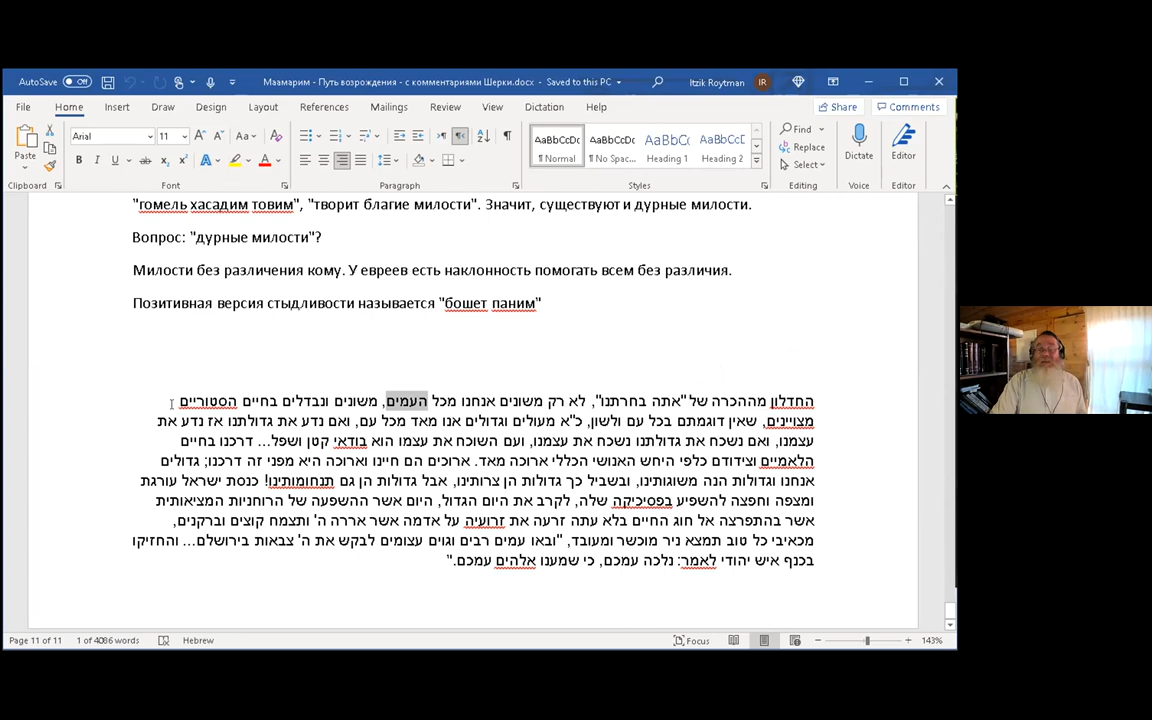 AutoSave Off Маамарим - Путь возрождения - с комментариями Шерки.docx - Saved to this PC Itzik Roytman IR
File Home Insert Draw Design Layout References Mailings Review View Dictation Help Share Comments
Arial 11 Find
Paste AaBbCcDc AaBbCcDc AaBbCc AaBbCcD Replace Dictate Editor
Normal No Spac... Heading 1 Heading 2 Select
Clipboard Font Paragraph Styles Editing Voice Editor
"гомель хасадим товим", "творит благие милости". Значит, существуют и дурные милости.
Вопрос: "дурные милости"?
Милости без различения кому. У евреев есть наклонность помогать всем без различия.
Позитивная версия стыдливости называется "бошет паним"
החדלון מההכרה של "אתה בחרתנו", לא רק משונים אנחנו מכל העמים, משונים ונבדלים בחיים הסטוריים
מצויינים, שאין דוגמתם בכל עם ולשון, כ"א מעולים וגדולים אנו מאד מכל עם, ואם נדע את גדולתנו אז נדע את
עצמנו, ואם נשכח את גדולתנו נשכח את עצמנו, ועם השוכח את עצמו הוא בודאי קטן ושפל... דרכנו בחיים
הלאמיים וצידודם כלפי היחש האנושי הכללי ארוכה מאד. ארוכים הם חיינו וארוכה היא מפני זה דרכנו; גדולים
אנחנו וגדולות הנה משוגותינו, ובשביל כך גדולות הן צרותינו, אבל גדולות הן גם תנחומותינו! כנסת ישראל עורגת
ומצפה וחפצה להשפיע בפסיכיקה שלה, לקרב את היום הגדול, היום אשר ההשפעה של הרוחניות המציאותית
אשר בהתפרצה אל חוג החיים בלא עתה זרעה את זרועיה על אדמה אשר אררה ה' ותצמח קוצים וברקנים,
מכאיבי כל טוב תמצא ניר מוכשר ומעובד, "ובאו עמים רבים וגוים עצומים לבקש את ה' צבאות בירושלם... והחזיקו
בכנף איש יהודי לאמר: נלכה עמכם, כי שמענו אלהים עמכם."
Page 11 of 11 1 of 4086 words Hebrew Focus 143%